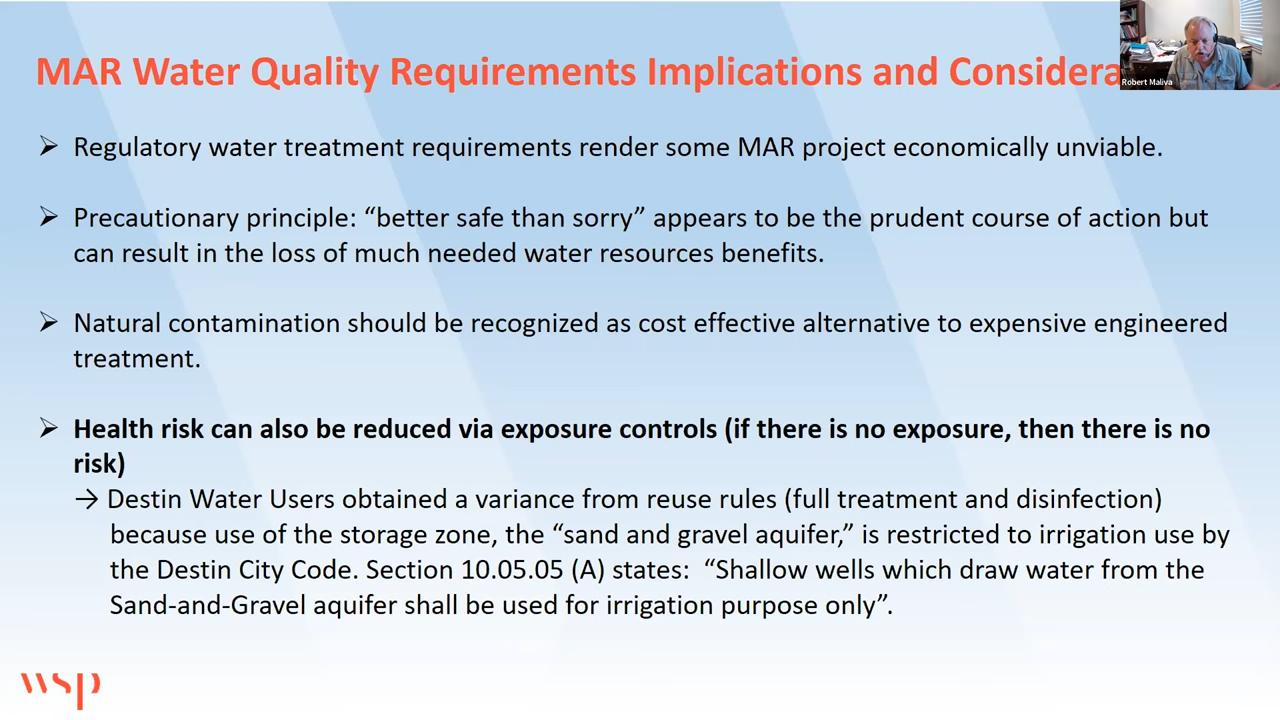 MAR Water Quality Requirements Implications and Considera
Robert Maliva
➢ Regulatory water treatment requirements render some MAR project economically unviable.
➢ Precautionary principle: “better safe than sorry” appears to be the prudent course of action but
can result in the loss of much needed water resources benefits.
➢ Natural contamination should be recognized as cost effective alternative to expensive engineered
treatment.
➢ Health risk can also be reduced via exposure controls (if there is no exposure, then there is no
risk)
→ Destin Water Users obtained a variance from reuse rules (full treatment and disinfection)
because use of the storage zone, the “sand and gravel aquifer,” is restricted to irrigation use by
the Destin City Code. Section 10.05.05 (A) states: “Shallow wells which draw water from the
Sand-and-Gravel aquifer shall be used for irrigation purpose only”.
wsp